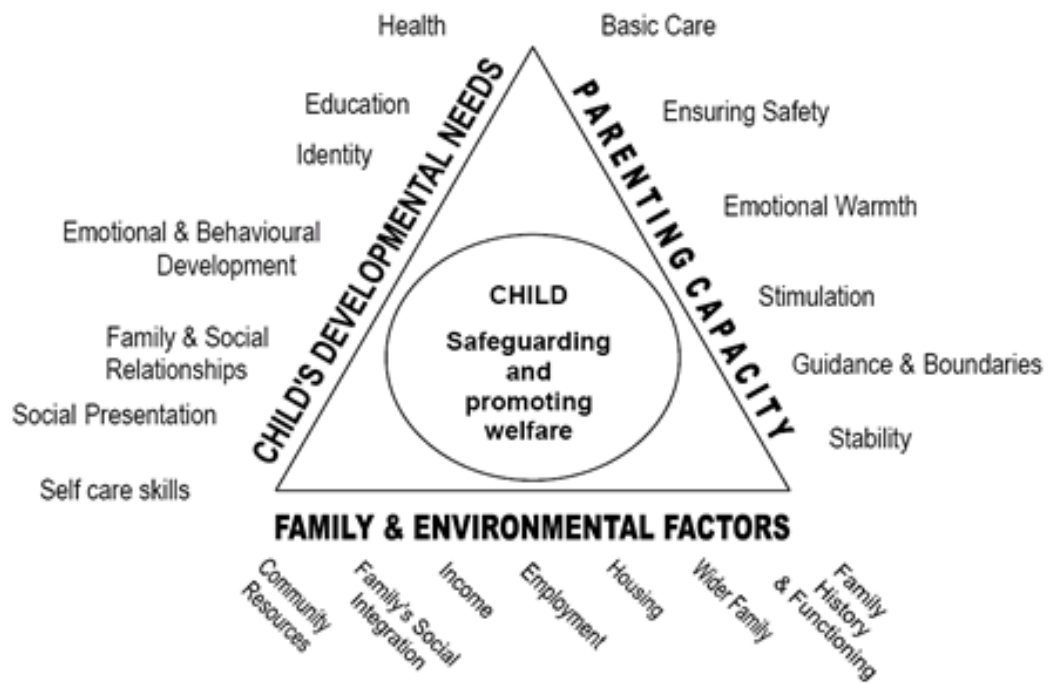 Health
Basic Care
Education
Ensuring Safety
Identity
Emotional Warmth
Emotional & Behavioural
Development
Stimulation
Family & Social
Relationships
Guidance & Boundaries
Social Presentation
Stability
Self care skills
CHILD'S DEVELOPMENTAL NEEDS
PARENTING CAPACITY
CHILD
Safeguarding
and
promoting
welfare
FAMILY & ENVIRONMENTAL FACTORS
Community
Resources
Family's Social
Integration
Income
Employment
Housing
Wider Family
Family
History
& Functioning